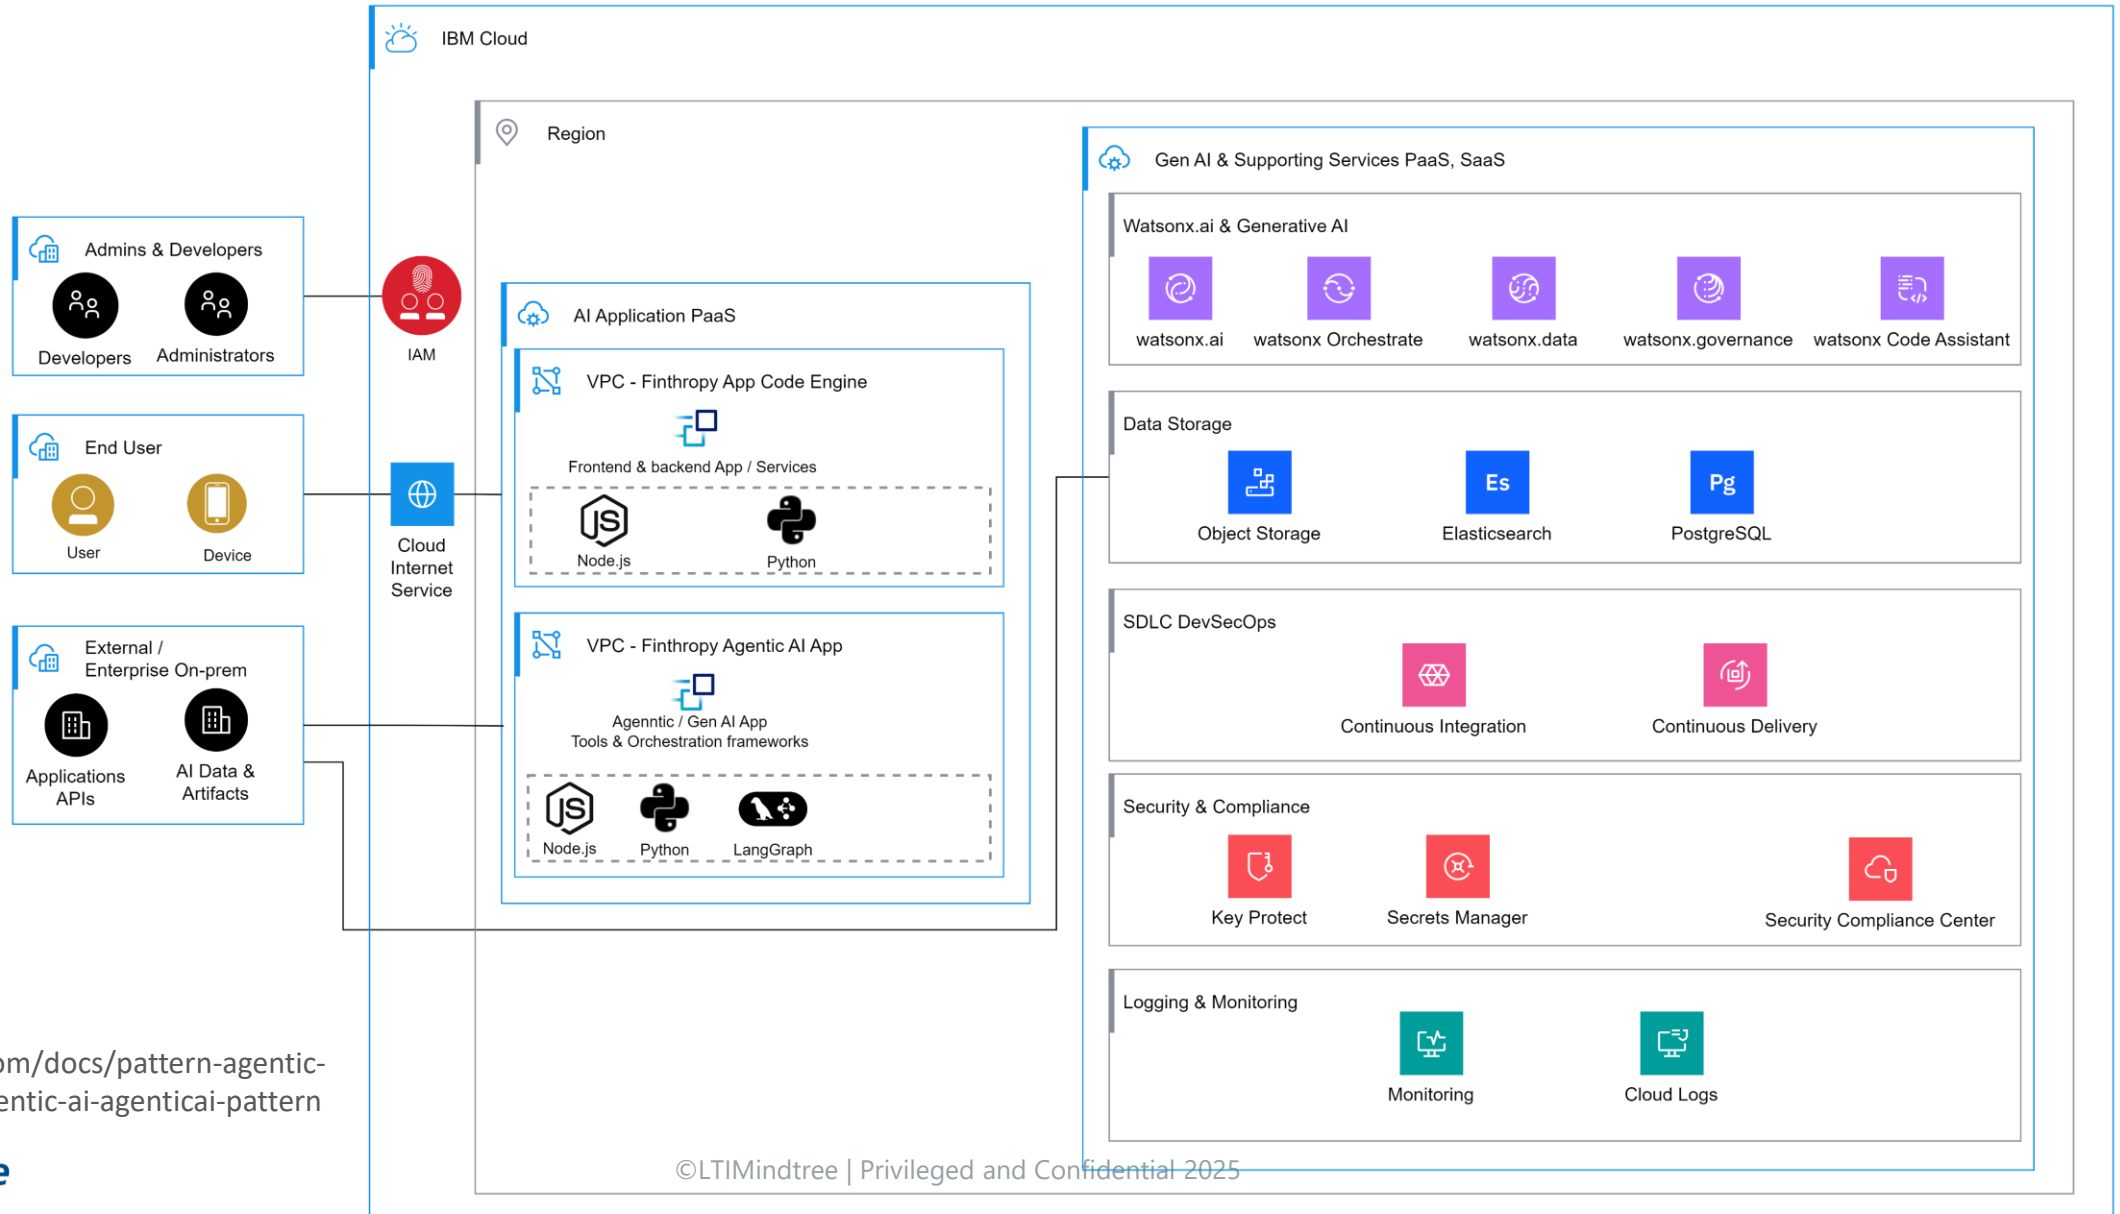 IBM Cloud
Region
Gen AI & Supporting Services PaaS, SaaS
Admins & Developers
Developers
Administrators
IAM
End User
User
Device
Cloud
Internet
Service
External /
Enterprise On-prem
Applications
APIs
AI Data &
Artifacts
AI Application PaaS
VPC - Finthropy App Code Engine
Frontend & backend App / Services
JS
Node.js
Python
VPC - Finthropy Agentic AI App
Agenntic / Gen AI App
Tools & Orchestration frameworks
JS
Node.js
Python
LangGraph
Watsonx.ai & Generative AI
watsonx.ai
watsonx Orchestrate
watsonx.data
watsonx.governance
watsonx Code Assistant
Data Storage
Object Storage
Es
Elasticsearch
Pg
PostgreSQL
SDLC DevSecOps
Continuous Integration
Continuous Delivery
Security & Compliance
Key Protect
Secrets Manager
Security Compliance Center
Logging & Monitoring
Monitoring
Cloud Logs
om/docs/pattern-agentic-
entic-ai-agenticai-pattern
e
©LTIMindtree | Privileged and Confidential 2025